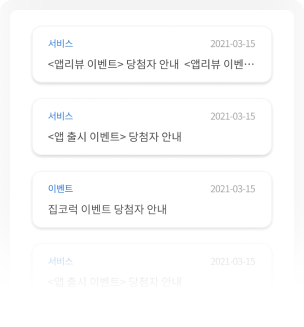 서비스 2021-03-15
<앱리뷰 이벤트> 당첨자 안내 <앱리뷰 이벤…
서비스 2021-03-15
<앱 출시 이벤트> 당첨자 안내
이벤트 2021-03-15
집코럭 이벤트 당첨자 안내
서비스 2021-03-15
<앱 출시 이벤트> 당첨자 안내